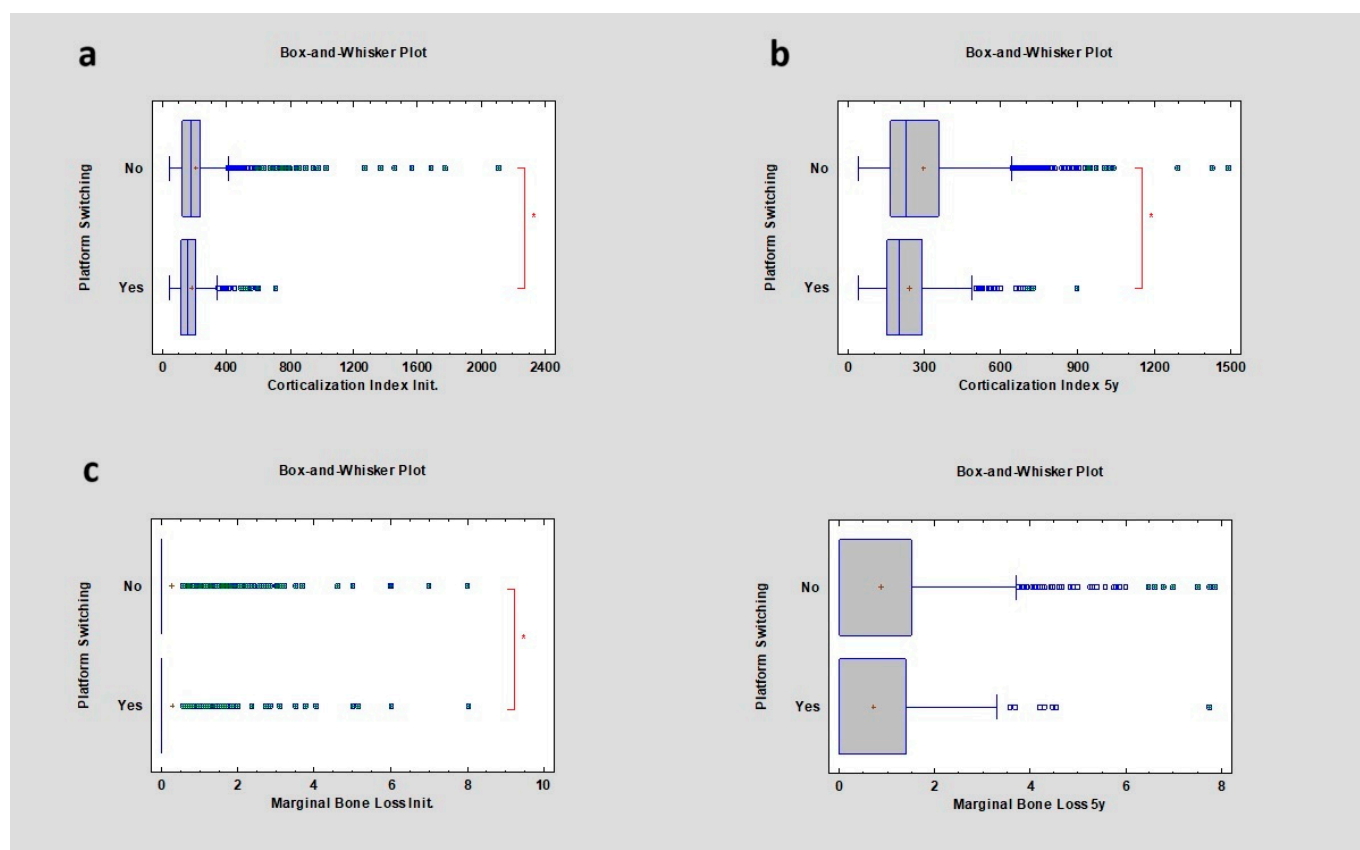 a
Box-and-Whisker Plot
Platform Switching
No
Yes
*
0 400 800 1200 1600 2000 2400
Corticalization Index Init.
b
Box-and-Whisker Plot
Platform Switching
No
Yes
*
0 300 600 900 1200 1500
Corticalization Index 5y
c
Box-and-Whisker Plot
Platform Switching
No
Yes
*
0 2 4 6 8 10
Marginal Bone Loss Init.
Box-and-Whisker Plot
Platform Switching
No
Yes
0 2 4 6 8
Marginal Bone Loss 5y